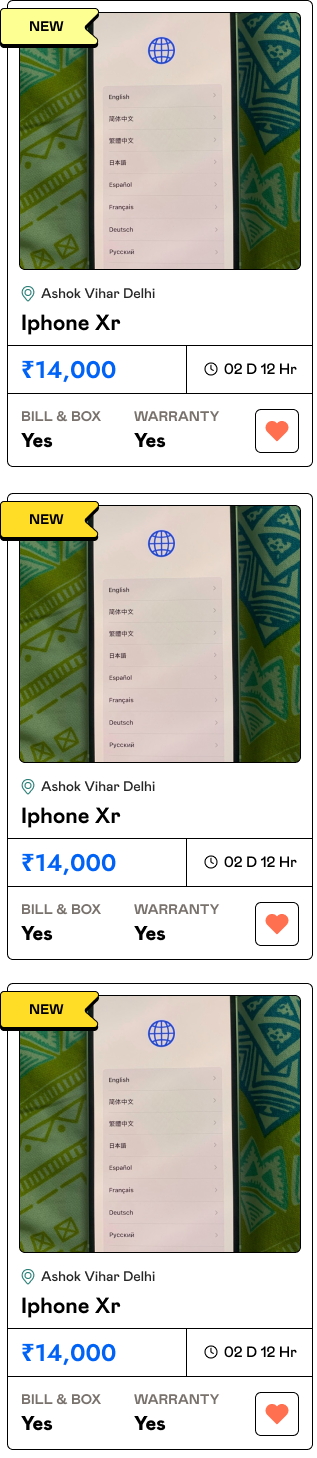 NEW
English
简体中文
繁體中文
日本語
Español
Français
Deutsch
Русский
Ashok Vihar Delhi
Iphone Xr
₹14,000
02 D 12 Hr
BILL & BOX WARRANTY
Yes Yes
NEW
English
简体中文
繁體中文
日本語
Español
Français
Deutsch
Русский
Ashok Vihar Delhi
Iphone Xr
₹14,000
02 D 12 Hr
BILL & BOX WARRANTY
Yes Yes
NEW
English
简体中文
繁體中文
日本語
Español
Français
Deutsch
Русский
Ashok Vihar Delhi
Iphone Xr
₹14,000
02 D 12 Hr
BILL & BOX WARRANTY
Yes Yes